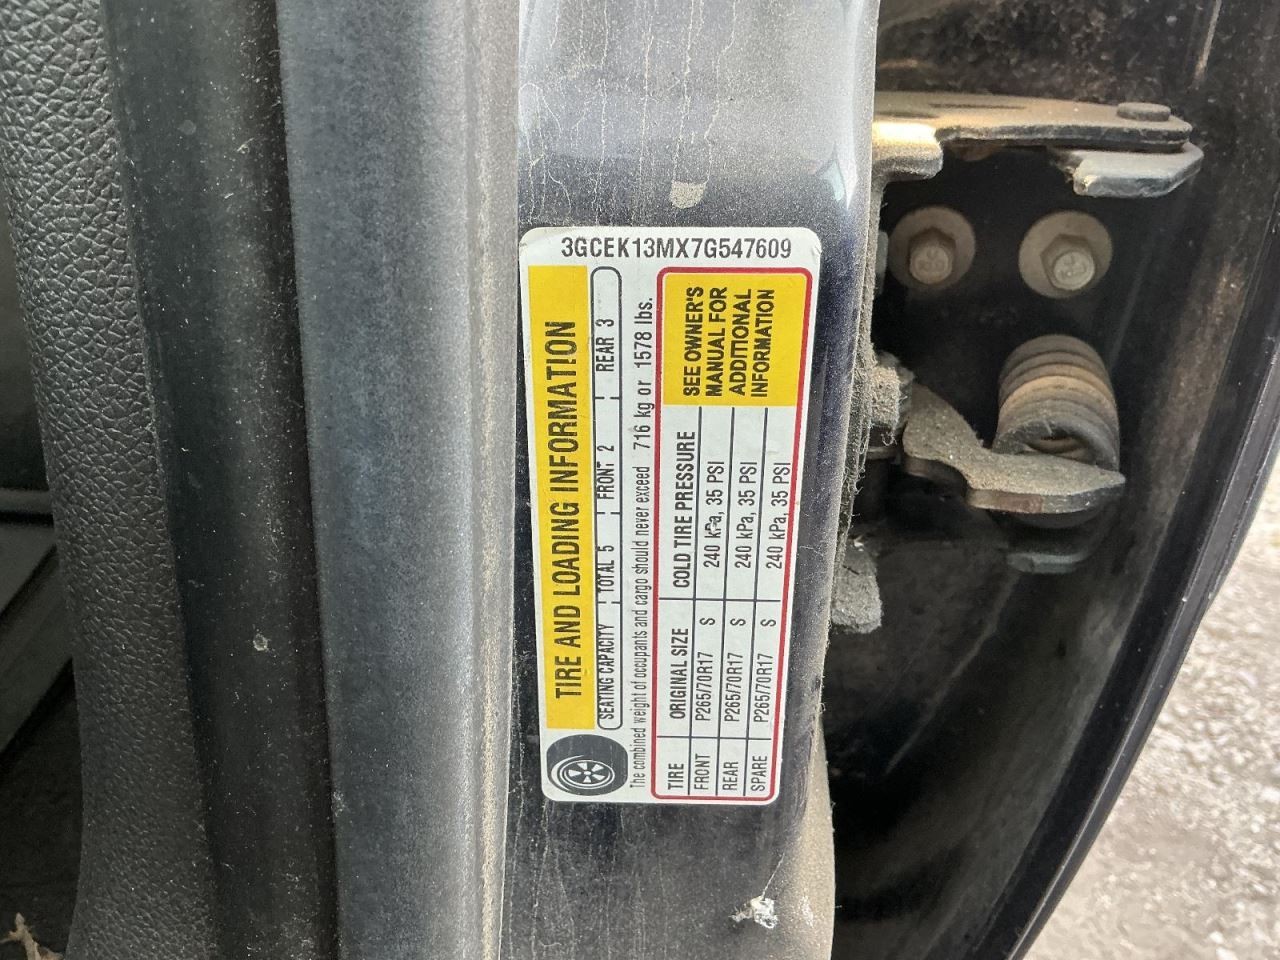 3GCEK13MX7G547609
TIRE AND LOADING INFORMATION
SEATING CAPACITY TOTAL 5 FRONT 2 REAR 3
The combined weight of occupants and cargo should never exceed 716 kg or 1578 lbs.
TIRE ORIGINAL SIZE COLD TIRE PRESSURE
FRONT P265/70R17 S 240 kPa, 35 PSI
REAR P265/70R17 S 240 kPa, 35 PSI
SPARE P265/70R17 S 240 kPa, 35 PSI
SEE OWNER'S
MANUAL FOR
ADDITIONAL
INFORMATION